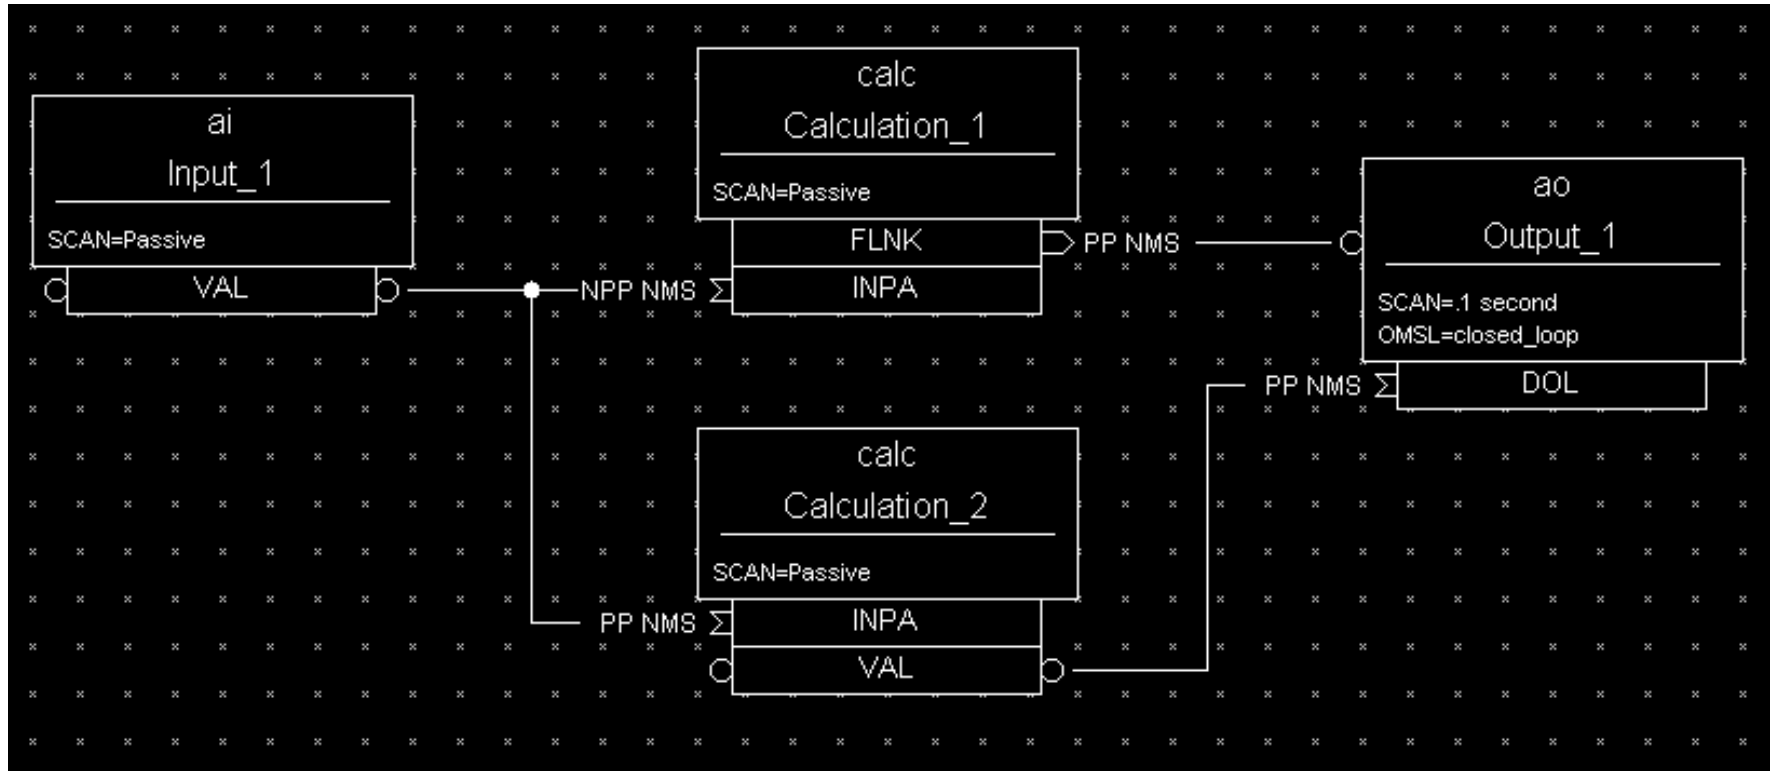 ai
Input_1
SCAN=Passive
VAL
calc
Calculation_1
SCAN=Passive
FLNK
PP NMS
NPP NMS
INPA
ao
Output_1
SCAN=.1 second
OMSL=closed_loop
PP NMS
DOL
calc
Calculation_2
SCAN=Passive
PP NMS
INPA
VAL